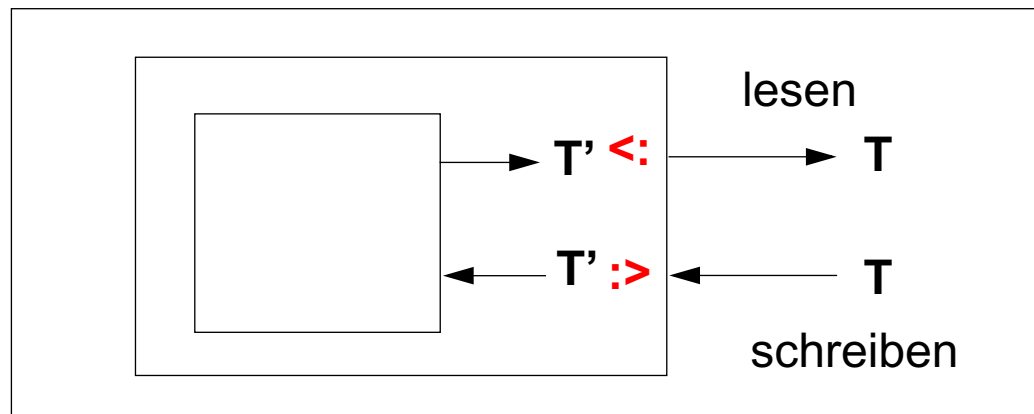 lesen
T’ <: T
T’ :> T
schreiben